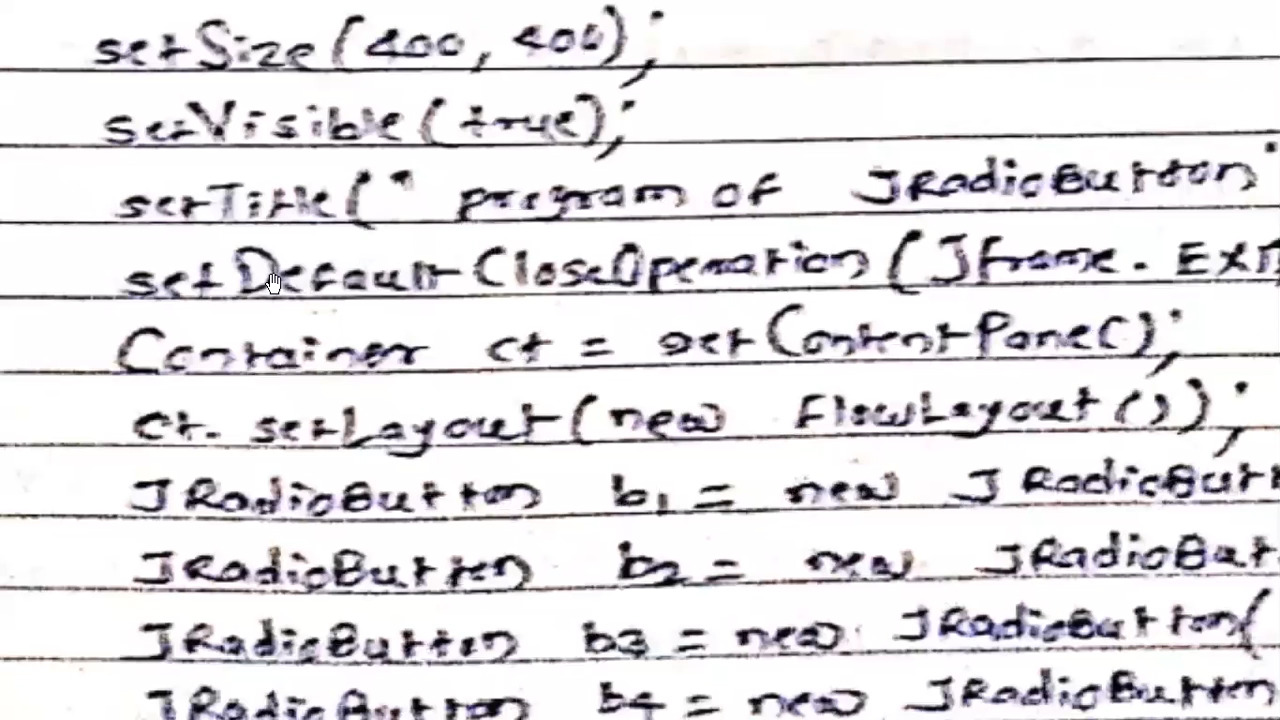 setSize(400, 400);
setVisible(true);
setTitle(" program of JRadioButton"
setDefaultCloseOperation(Jframe. EXIT
Container ct = getContentPane();
ct. setLayout(new FlowLayout());
JRadioButton b1 = new JRadioButt
JRadioButton b2 = new JRadioBut
JRadioButton b3 = new JRadioButton(
JRadioButton b4 = new JRadioButton